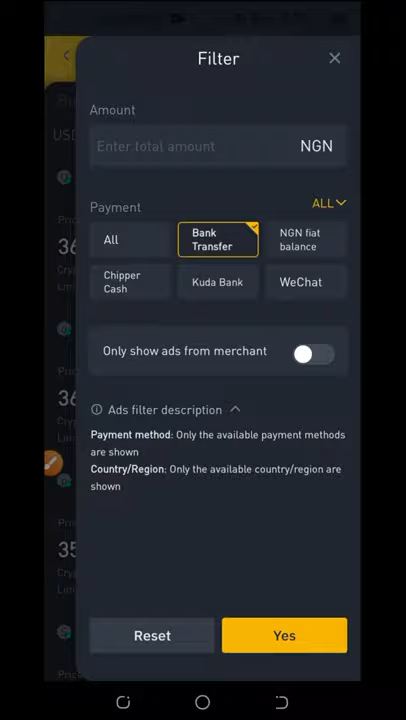 Filter
Amount
Enter total amount NGN
Payment
ALL
All
Bank
Transfer
NGN fiat
balance
Chipper
Cash
Kuda Bank
WeChat
Only show ads from merchant
Ads filter description
Payment method: Only the available payment methods
are shown
Country/Region: Only the available country/region are
shown
Reset
Yes